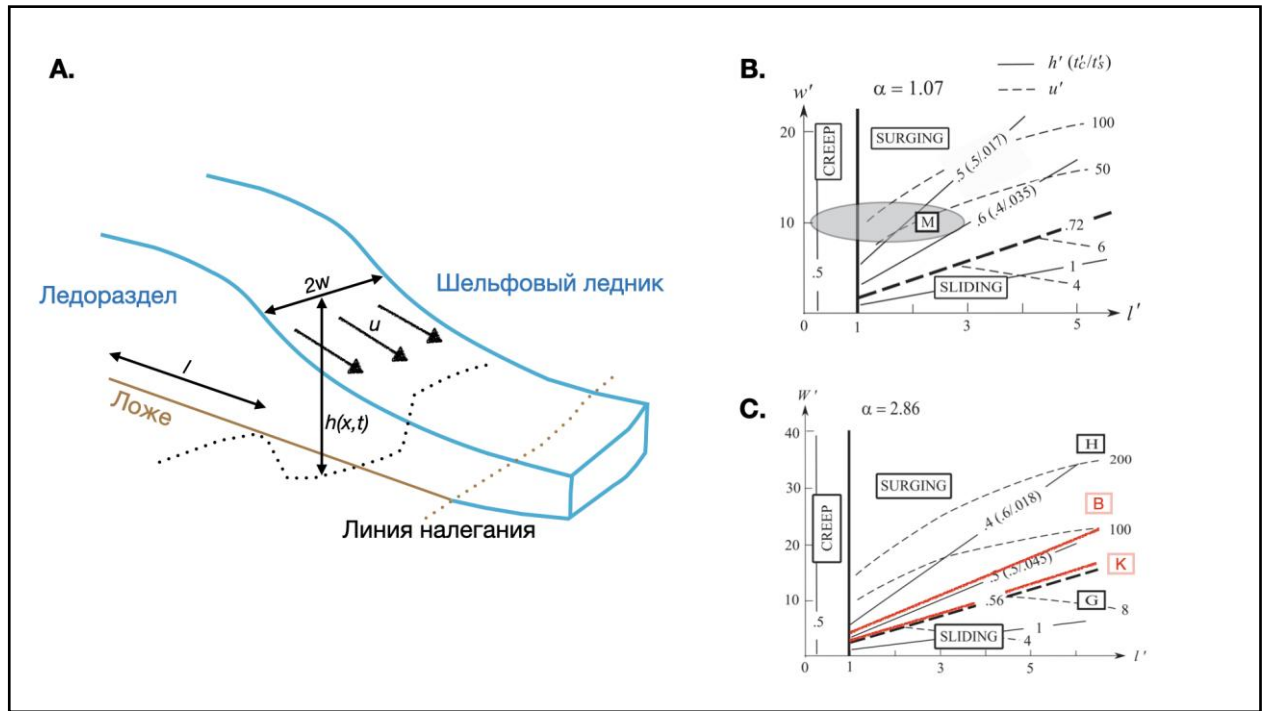 A.
2w
Ледораздел
Шельфовый ледник
u
l
Ложе
h(x,t)
Линия налегания
B.
h' (t'c/t's)
u'
α = 1.07
w'
20
10
0
CREEP
SURGING
.5
.5 (.5/.017)
.6 (.4/.035)
M
100
50
.72
6
1
4
SLIDING
1
3
5
l'
C.
w'
α = 2.86
40
30
20
10
0
CREEP
SURGING
.5
H
200
.4 (.6/.018)
B
100
.5 (.5/.045)
K
.56
G
8
SLIDING
1
4
1
3
5
l'